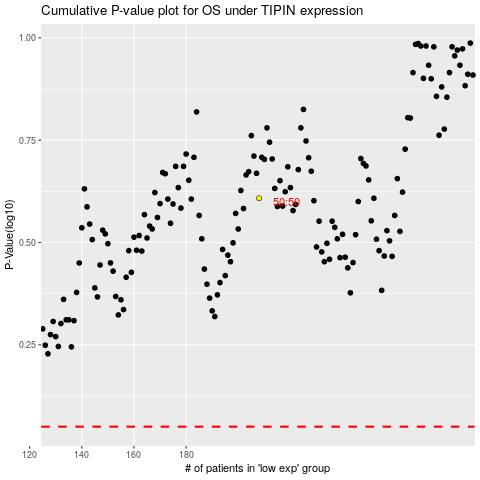 Cumulative P-value plot for OS under TIPIN expression
P-Value(log10)
1.00
0.75
0.50
0.25
50:50
120 140 160 180
# of patients in 'low exp' group